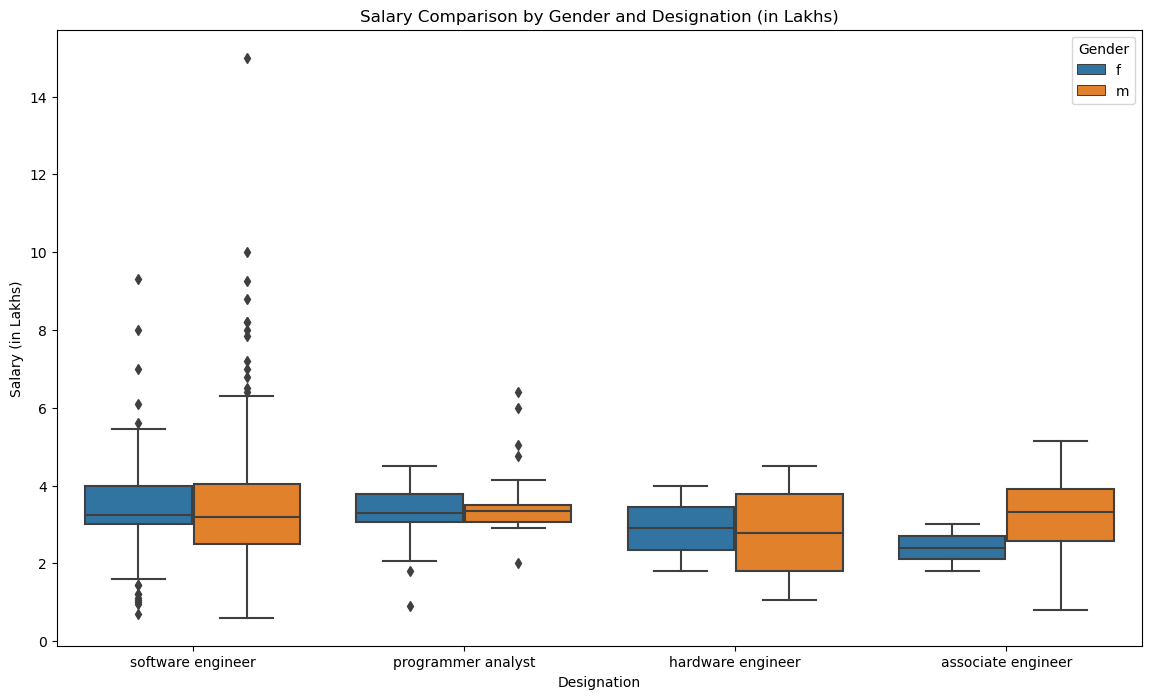 Salary Comparison by Gender and Designation (in Lakhs)
Gender
f
m
Salary (in Lakhs)
14
12
10
8
6
4
2
0
software engineer
programmer analyst
hardware engineer
associate engineer
Designation